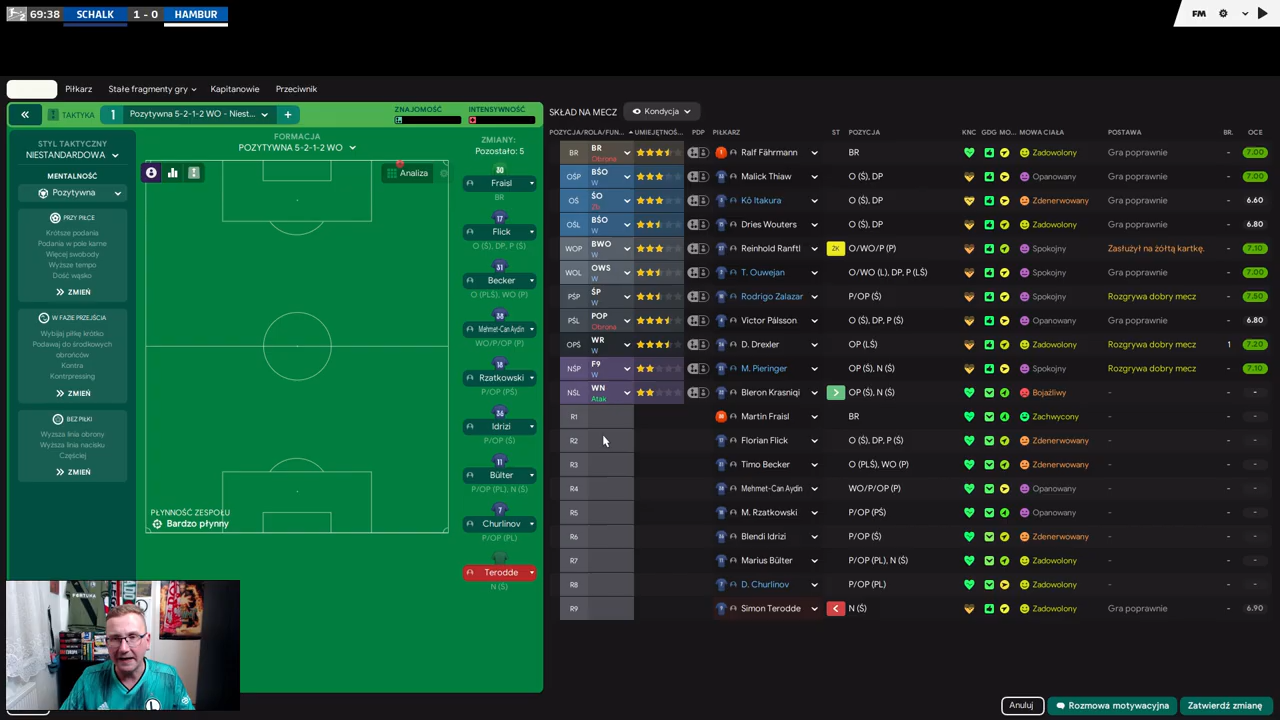 69:38 SCHALK 1 - 0 HAMBUR
FM
Piłkarz Stałe fragmenty gry Kapitanowie Przeciwnik
TAKTYKA 1 Pozytywna 5-2-1-2 WO - Niest... +
ZNAJOMOŚĆ INTENSYWNOŚĆ
STYL TAKTYCZNY
NIESTANDARDOWA
MENTALNOŚĆ
Pozytywna
PRZY PIŁCE
Krótsze podania
Podania w pole karne
Więcej swobody
Wyższe tempo
Dość wąsko
ZMIEŃ
W FAZIE PRZEJŚCIA
Wybijaj piłkę krótko
Podawaj do środkowych
obrońców
Kontra
Kontrpressing
ZMIEŃ
BEZ PIŁKI
Wyższa linia obrony
Wyższa linia nacisku
Częściej
ZMIEŃ
FORMACJA
POZYTYWNA 5-2-1-2 WO
Analiza
PŁYNNOŚĆ ZESPOŁU
Bardzo płynny
ZMIANY:
Pozostało: 5
30
Fraisl
BR
17
Flick
O (Ś), DP, P (Ś)
31
Becker
O (PLŚ), WO (P)
38
Mehmet-Can Aydin
WO/P/OP (P)
18
Rzatkowski
P/OP (PŚ)
36
Idrizi
P/OP (Ś)
11
Bülter
P/OP (PL), N (Ś)
7
Churlinov
P/OP (PL)
Terodde
N (Ś)
SKŁAD NA MECZ Kondycja
POZYCJA/ROLA/FUN... UMIEJĘTNOŚ... PDP PIŁKARZ ST POZYCJA KNC GDG MO... MOWA CIAŁA POSTAWA BR. OCE
BR BR Obrona Ralf Fährmann BR Zadowolony Gra poprawnie - 7.00
OŚP BŚO W Malick Thiaw O (Ś), DP Opanowany Gra poprawnie - 7.00
OŚ ŚO Kō Itakura O (Ś), DP Zdenerwowany Gra poprawnie - 6.60
OŚL BŚO W Dries Wouters O (Ś), DP Zadowolony Gra poprawnie - 6.80
WOP BWO W Reinhold Ranftl ZK O/WO/P (P) Spokojny Zasłużył na żółtą kartkę. - 7.10
WOL OWS W T. Ouwejan O/WO (L), DP, P (LŚ) Spokojny Gra poprawnie - 7.00
PŚP ŚP W Rodrigo Zalazar P/OP (Ś) Spokojny Rozgrywa dobry mecz - 7.50
PŚL POP Obrona Victor Pálsson O (Ś), DP, P (Ś) Opanowany Gra poprawnie - 6.80
OPŚ WR W D. Drexler OP (LŚ) Zadowolony Rozgrywa dobry mecz 1 7.20
NŚP F9 W M. Pieringer OP (Ś), N (Ś) Spokojny Rozgrywa dobry mecz - 7.10
NŚL WN Atak Bleron Krasniqi OP (Ś), N (Ś) Bojaźliwy - - -
R1 Martin Fraisl BR Zachwycony - - -
R2 Florian Flick O (Ś), DP, P (Ś) Zdenerwowany - - -
R3 Timo Becker O (PLŚ), WO (P) Zdenerwowany - - -
R4 Mehmet-Can Aydin WO/P/OP (P) Opanowany - - -
R5 M. Rzatkowski P/OP (PŚ) Opanowany - - -
R6 Blendi Idrizi P/OP (Ś) Zdenerwowany - - -
R7 Marius Bülter P/OP (PL), N (Ś) Zadowolony - - -
R8 D. Churlinov P/OP (PL) Zadowolony - - -
R9 Simon Terodde N (Ś) Zadowolony Gra poprawnie - 6.90
Anuluj Rozmowa motywacyjna Zatwierdź zmianę